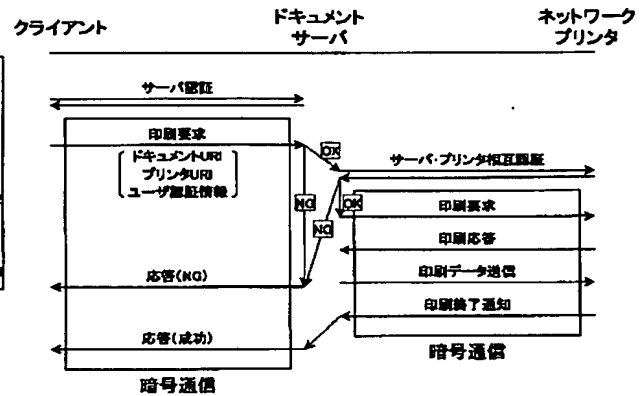 クライアント
ドキュメント
サーバ
ネットワーク
プリンタ
サーバ認証
印刷要求
ドキュメントURI
プリンタURI
ユーザ認証情報
OK
サーバ・プリンタ相互認証
NG
OK
NG
印刷要求
印刷応答
応答(NG)
印刷データ送信
印刷終了通知
応答(成功)
暗号通信
暗号通信